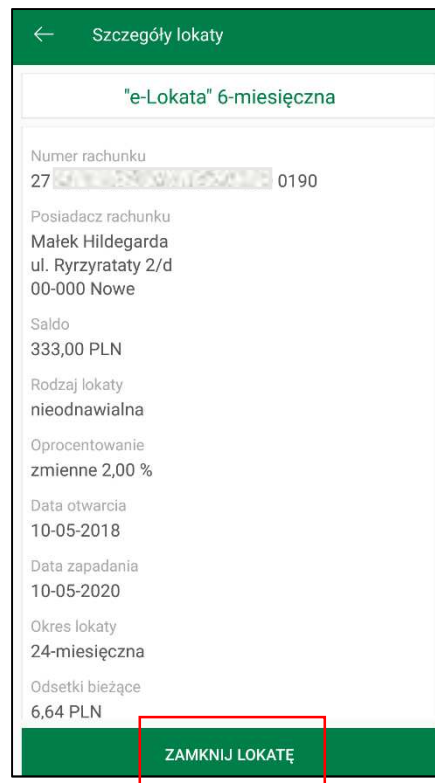 Szczegóły lokaty
"e-Lokata" 6-miesięczna
Numer rachunku
27 0190
Posiadacz rachunku
Małek Hildegarda
ul. Ryrzyrataty 2/d
00-000 Nowe
Saldo
333,00 PLN
Rodzaj lokaty
nieodnawialna
Oprocentowanie
zmienne 2,00 %
Data otwarcia
10-05-2018
Data zapadania
10-05-2020
Okres lokaty
24-miesięczna
Odsetki bieżące
6,64 PLN
ZAMKNIJ LOKATĘ